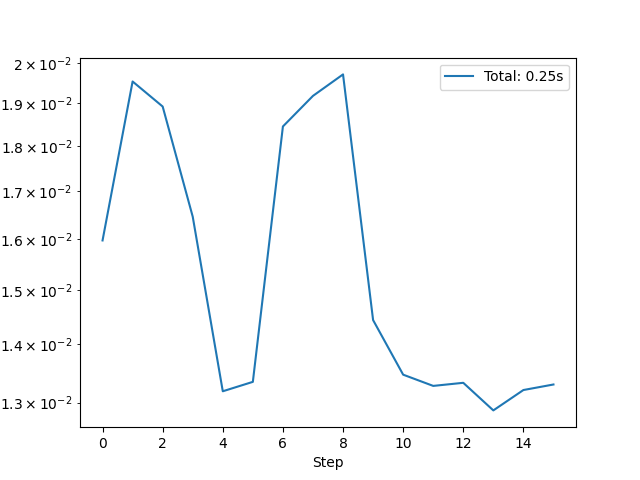 2 × 10⁻²
1.9 × 10⁻²
1.8 × 10⁻²
1.7 × 10⁻²
1.6 × 10⁻²
1.5 × 10⁻²
1.4 × 10⁻²
1.3 × 10⁻²
Total: 0.25s
0 2 4 6 8 10 12 14
Step